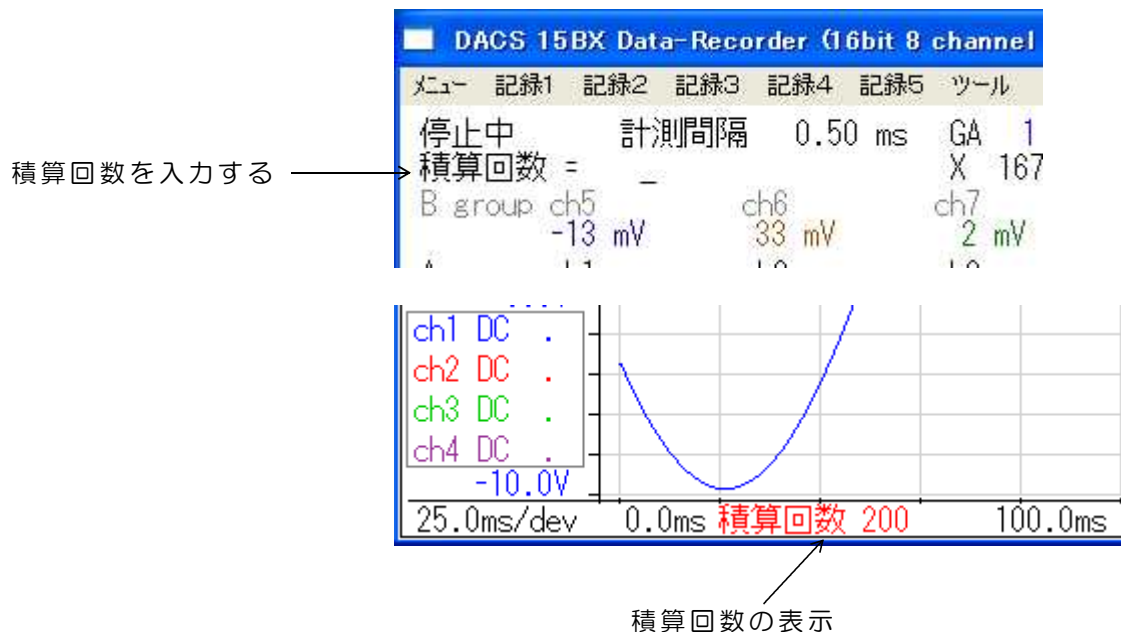 DACS 15BX Data-Recorder (16bit 8 channel
メニュー 記録1 記録2 記録3 記録4 記録5 ツール
停止中 計測間隔 0.50 ms GA 1
積算回数を入力する
積算回数 = _ X 167
B group ch5 ch6 ch7
-13 mV 33 mV 2 mV
ch1 DC .
ch2 DC .
ch3 DC .
ch4 DC .
-10.0V
25.0ms/dev 0.0ms 積算回数 200 100.0ms
積算回数の表示